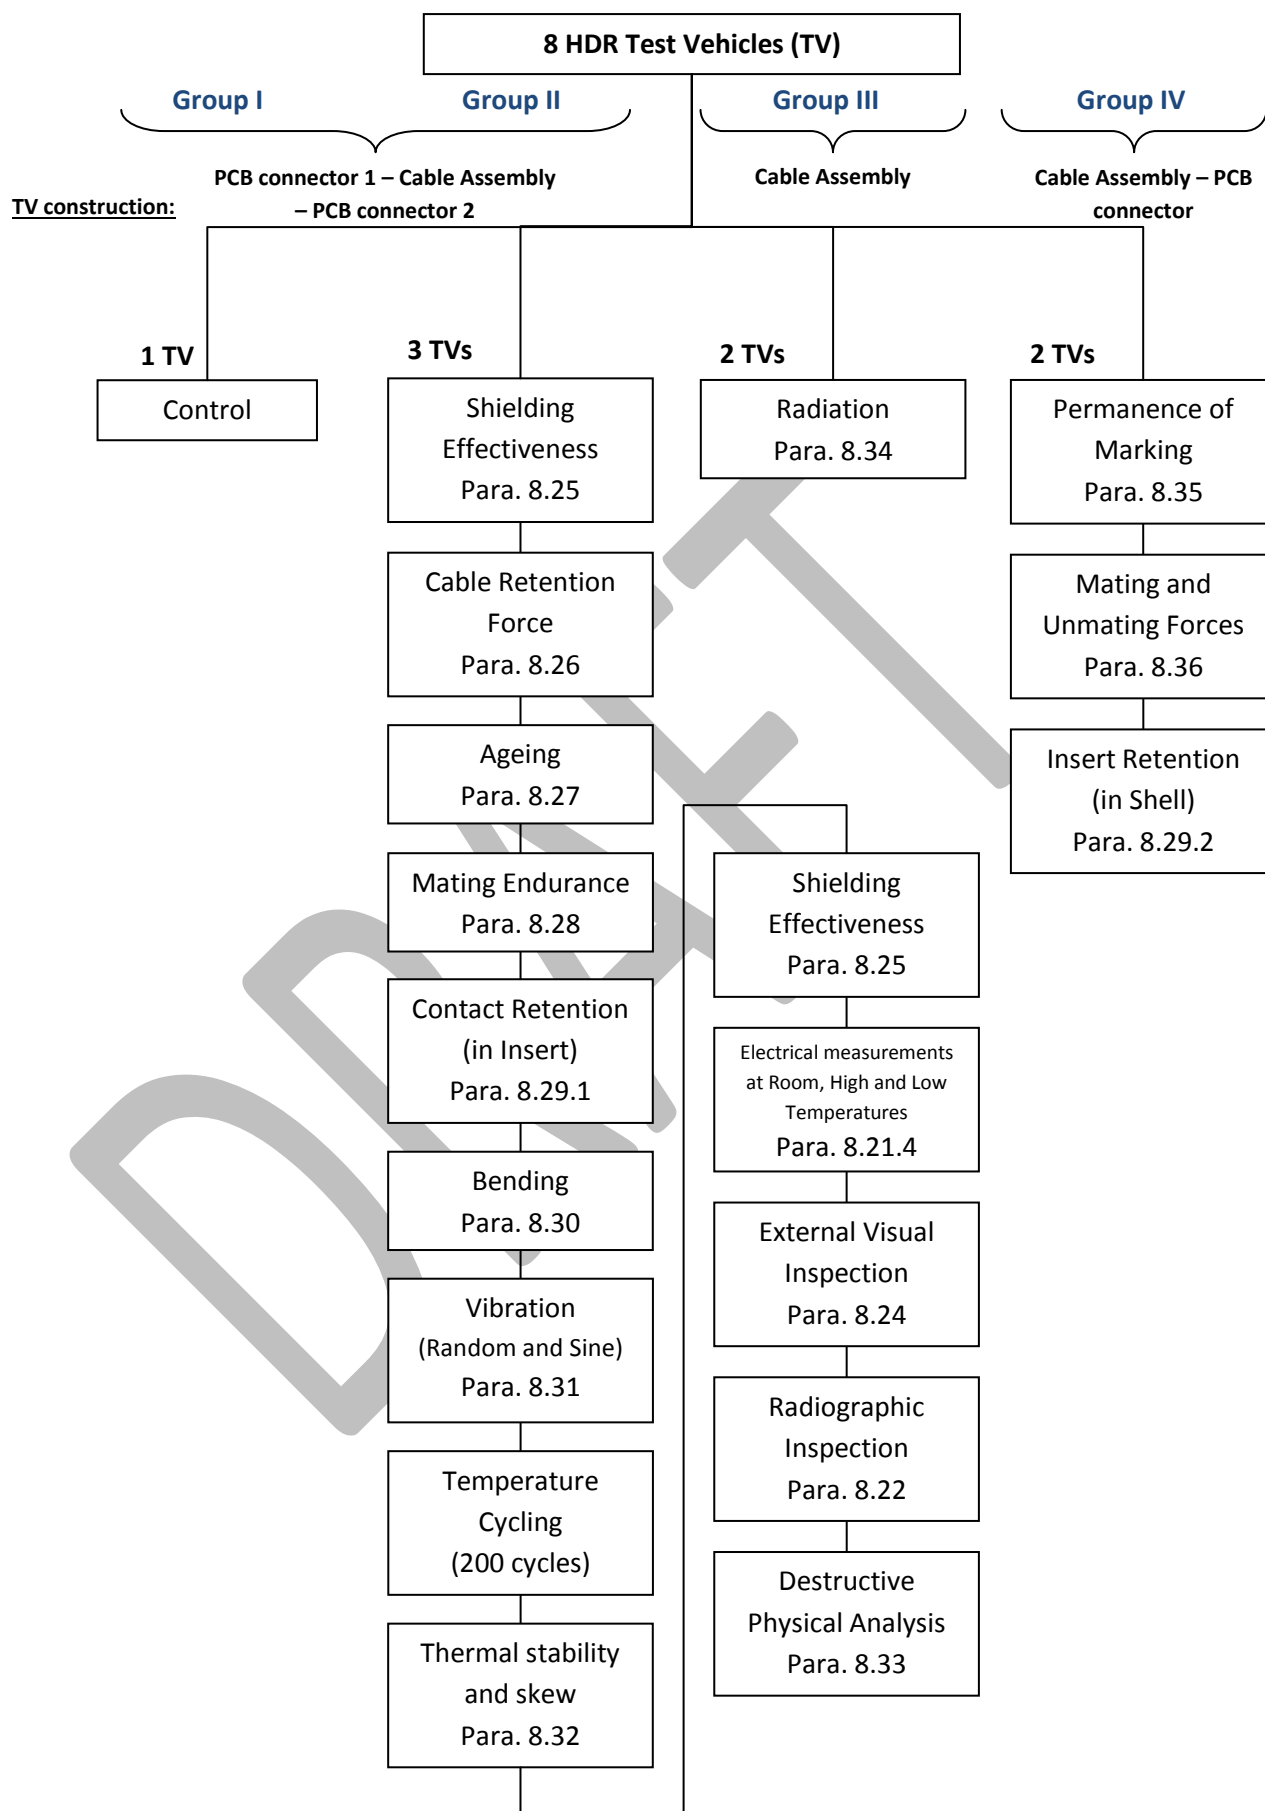 8 HDR Test Vehicles (TV)
Group I
Group II
Group III
Group IV
PCB connector 1 – Cable Assembly
– PCB connector 2
Cable Assembly
Cable Assembly – PCB
connector
TV construction:
1 TV
3 TVs
2 TVs
2 TVs
Control
Shielding
Effectiveness
Para. 8.25
Cable Retention
Force
Para. 8.26
Ageing
Para. 8.27
Mating Endurance
Para. 8.28
Contact Retention
(in Insert)
Para. 8.29.1
Bending
Para. 8.30
Vibration
(Random and Sine)
Para. 8.31
Temperature
Cycling
(200 cycles)
Thermal stability
and skew
Para. 8.32
Radiation
Para. 8.34
Shielding
Effectiveness
Para. 8.25
Electrical measurements
at Room, High and Low
Temperatures
Para. 8.21.4
External Visual
Inspection
Para. 8.24
Radiographic
Inspection
Para. 8.22
Destructive
Physical Analysis
Para. 8.33
Permanence of
Marking
Para. 8.35
Mating and
Unmating Forces
Para. 8.36
Insert Retention
(in Shell)
Para. 8.29.2
DRAFT